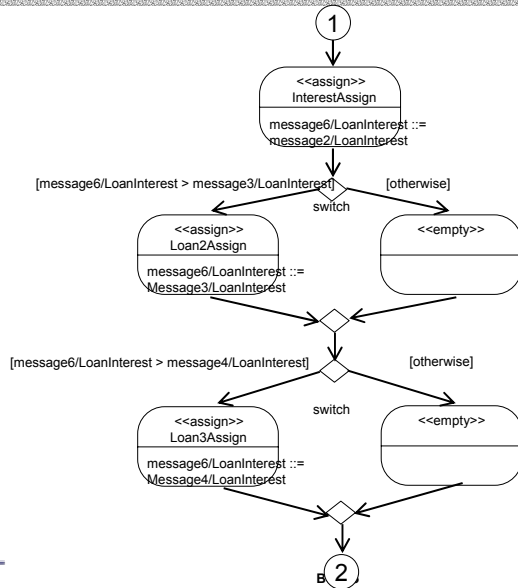 1
<<assign>>
InterestAssign
message6/LoanInterest ::=
message2/LoanInterest
[message6/LoanInterest > message3/LoanInterest]
[otherwise]
switch
<<assign>>
Loan2Assign
message6/LoanInterest ::=
Message3/LoanInterest
<<empty>>
[message6/LoanInterest > message4/LoanInterest]
[otherwise]
switch
<<assign>>
Loan3Assign
message6/LoanInterest ::=
Message4/LoanInterest
<<empty>>
2